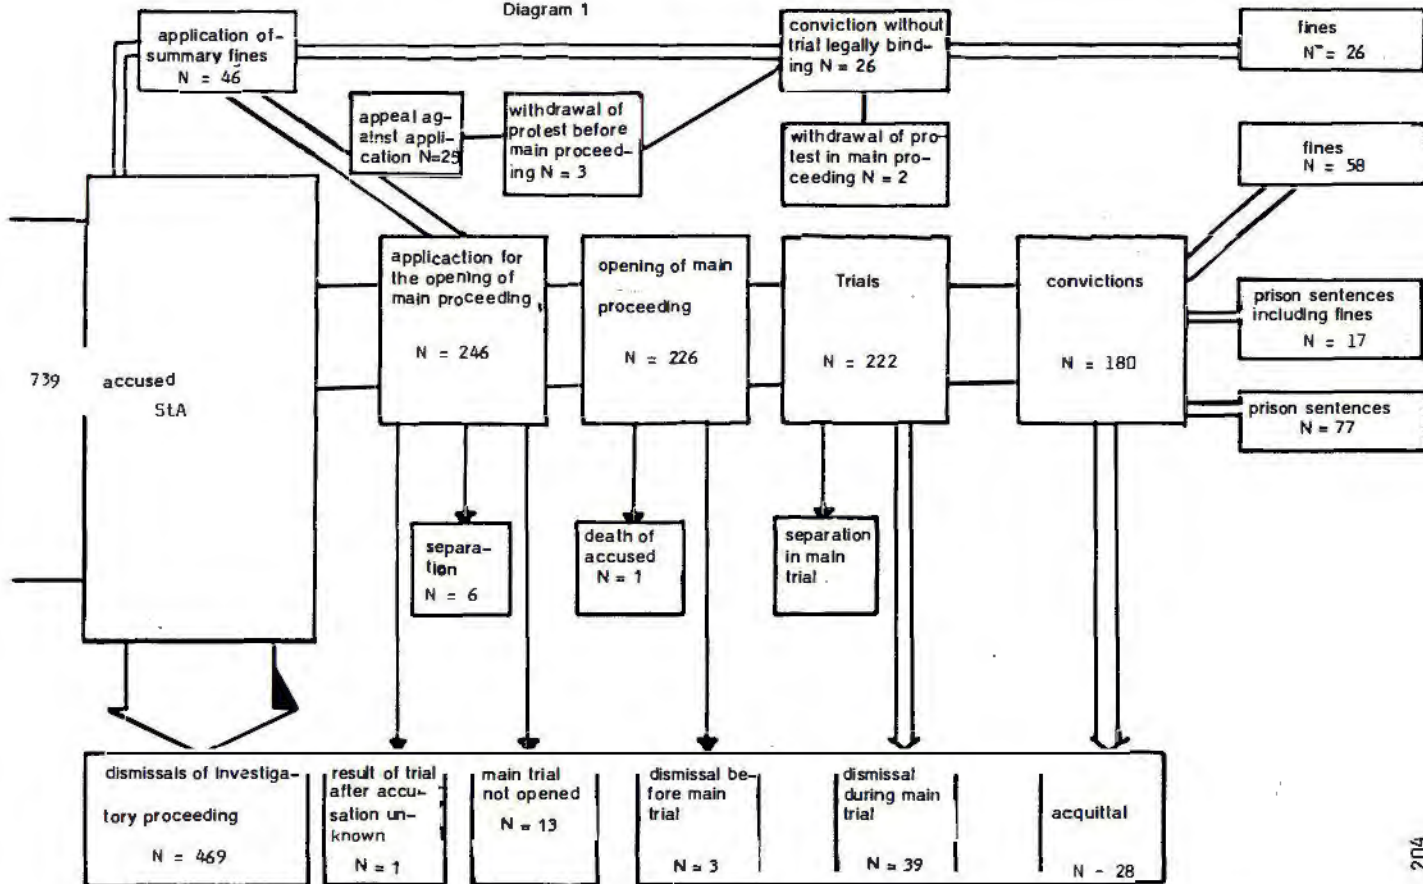 Diagram 1
application of-
summary fines
N = 46
conviction without
trial legally bind-
ing N = 26
fines
N = 26
appeal ag-
ainst appli-
cation N=25
withdrawal of
protest before
main proceed-
ing N = 3
withdrawal of pro-
test in main pro-
ceeding N = 2
fines
N = 58
739
accused
StA
applicaction for
the opening of
main proceeding
N = 246
opening of main
proceeding
N = 226
Trials
N = 222
convictions
N = 180
prison sentences
including fines
N = 17
prison sentences
N = 77
separa-
tion
N = 6
death of
accused
N = 1
separation
in main
trial
dismissals of Investiga-
tory proceeding
N = 469
result of trial
after accu-
sation un-
known
N = 1
main trial
not opened
N = 13
dismissal be-
fore main
trial
N = 3
dismissal
during main
trial
N = 39
acquittal
N - 28
204